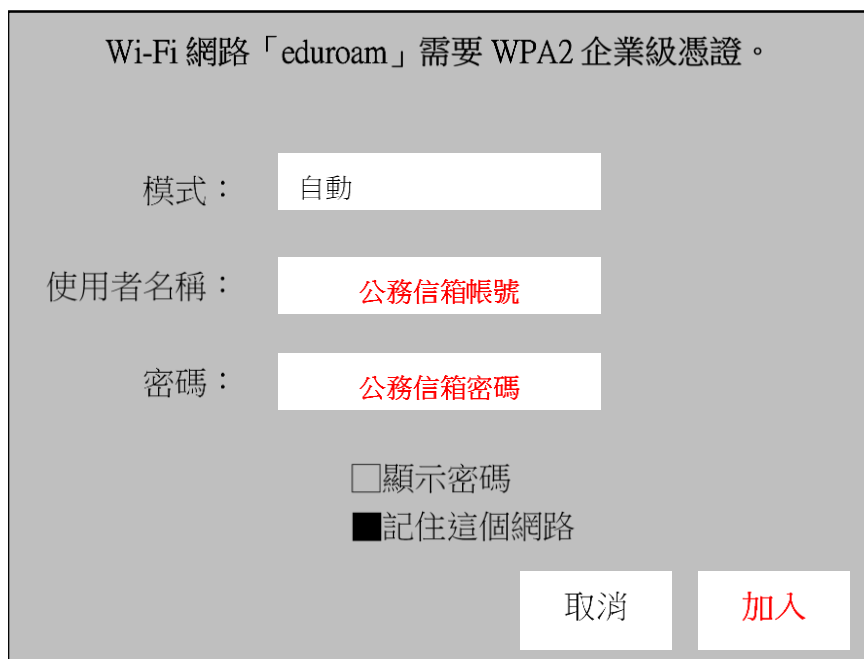 Wi-Fi 網路「eduroam」需要 WPA2 企業級憑證。
模式：
自動
使用者名稱：
公務信箱帳號
密碼：
公務信箱密碼
□顯示密碼
■記住這個網路
取消
加入